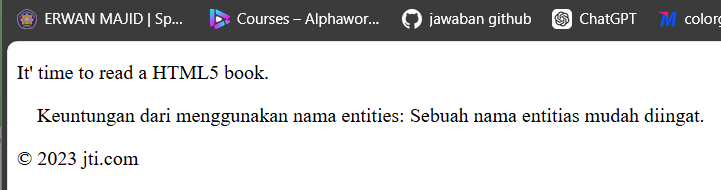 ERWAN MAJID | Sp... Courses – Alphawor... jawaban github ChatGPT colorg
It' time to read a HTML5 book.
Keuntungan dari menggunakan nama entities: Sebuah nama entitias mudah diingat.
© 2023 jti.com